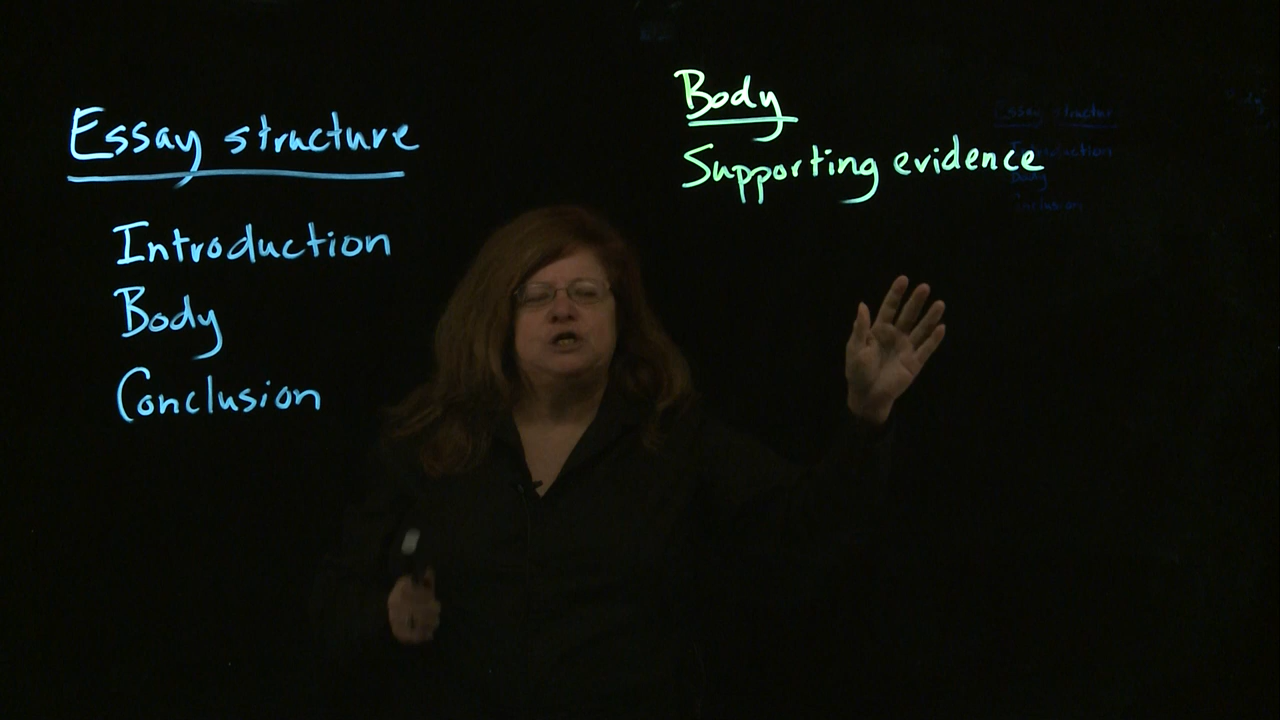 Essay structure
Introduction
Body
Conclusion
Body
Supporting evidence